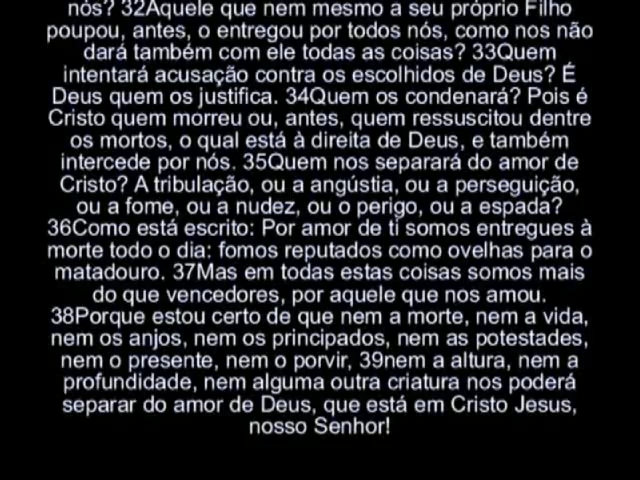 nós? 32Aquele que nem mesmo a seu próprio Filho
poupou, antes, o entregou por todos nós, como nos não
dará também com ele todas as coisas? 33Quem
intentará acusação contra os escolhidos de Deus? É
Deus quem os justifica. 34Quem os condenará? Pois é
Cristo quem morreu ou, antes, quem ressuscitou dentre
os mortos, o qual está à direita de Deus, e também
intercede por nós. 35Quem nos separará do amor de
Cristo? A tribulação, ou a angústia, ou a perseguição,
ou a fome, ou a nudez, ou o perigo, ou a espada?
36Como está escrito: Por amor de ti somos entregues à
morte todo o dia: fomos reputados como ovelhas para o
matadouro. 37Mas em todas estas coisas somos mais
do que vencedores, por aquele que nos amou.
38Porque estou certo de que nem a morte, nem a vida,
nem os anjos, nem os principados, nem as potestades,
nem o presente, nem o porvir, 39nem a altura, nem a
profundidade, nem alguma outra criatura nos poderá
separar do amor de Deus, que está em Cristo Jesus,
nosso Senhor!